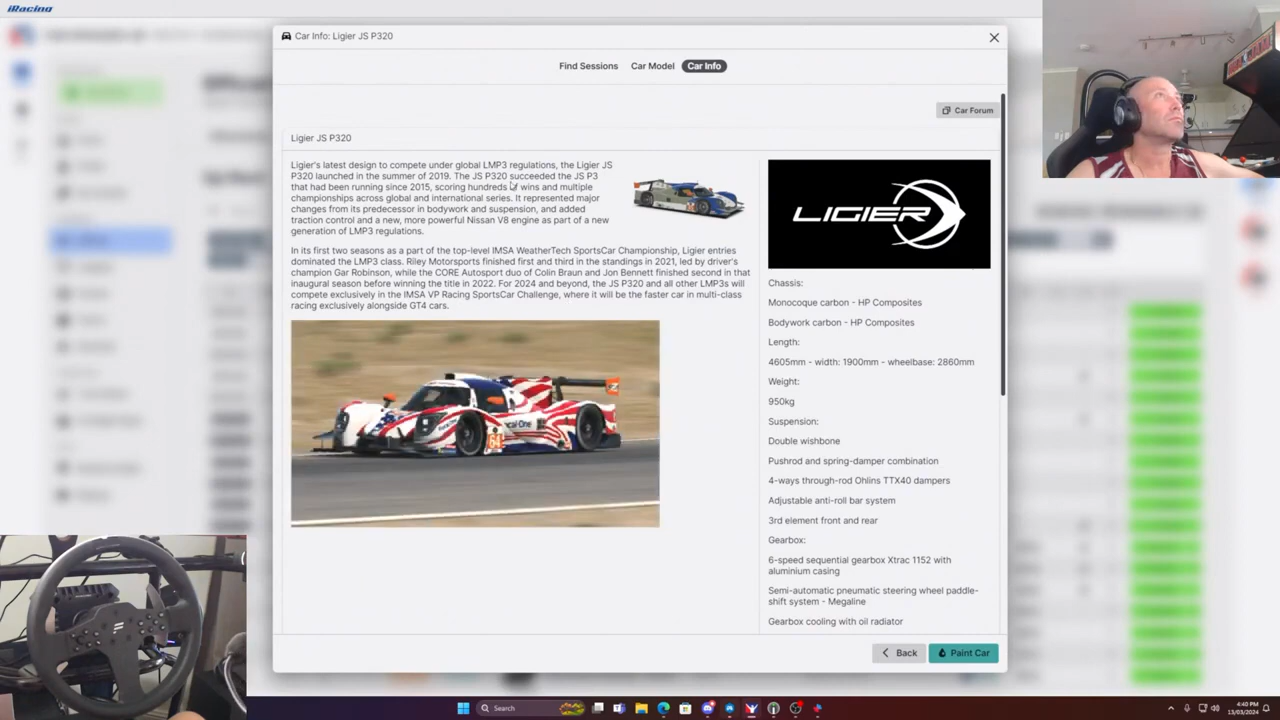 iRacing
Car Info: Ligier JS P320
Find Sessions
Car Model
Car Info
Car Forum
Ligier JS P320
Ligier's latest design to compete under global LMP3 regulations, the Ligier JS
P320 launched in the summer of 2019. The JS P320 succeeded the JS P3
that had been running since 2015, scoring hundreds of wins and multiple
championships across global and international series. It represented major
changes from its predecessor in bodywork and suspension, and added
traction control and a new, more powerful Nissan V8 engine as part of a new
generation of LMP3 regulations.
In its first two seasons as a part of the top-level IMSA WeatherTech SportsCar Championship, Ligier entries
dominated the LMP3 class. Riley Motorsports finished first and third in the standings in 2021, led by driver's
champion Gar Robinson, while the CORE Autosport duo of Colin Braun and Jon Bennett finished second in that
inaugural season before winning the title in 2022. For 2024 and beyond, the JS P320 and all other LMP3s will
compete exclusively in the IMSA VP Racing SportsCar Challenge, where it will be the faster car in multi-class
racing exclusively alongside GT4 cars.
64
LIGIER
Chassis:
Monocoque carbon - HP Composites
Bodywork carbon - HP Composites
Length:
4605mm - width: 1900mm - wheelbase: 2860mm
Weight:
950kg
Suspension:
Double wishbone
Pushrod and spring-damper combination
4-ways through-rod Ohlins TTX40 dampers
Adjustable anti-roll bar system
3rd element front and rear
Gearbox:
6-speed sequential gearbox Xtrac 1152 with
aluminium casing
Semi-automatic pneumatic steering wheel paddle-
shift system - Megaline
Gearbox cooling with oil radiator
Back
Paint Car
Search
4:40 PM
13/03/2024